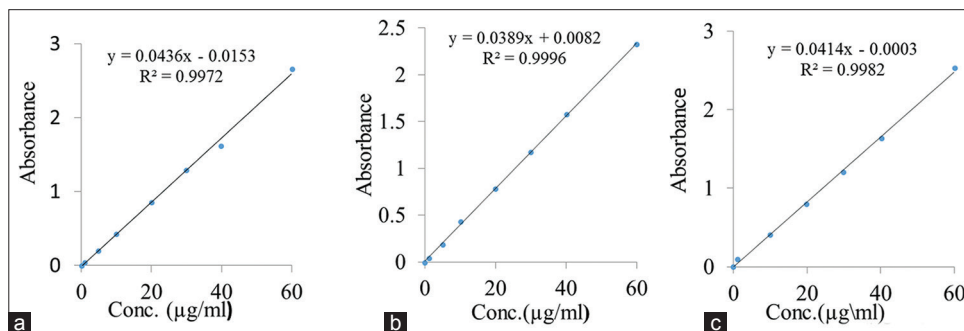 y = 0.0436x - 0.0153
R² = 0.9972
3
2
1
0
Absorbance
0 20 40 60
Conc. (µg/ml)
a
y = 0.0389x + 0.0082
R² = 0.9996
2.5
2
1.5
1
0.5
0
Absorbance
0 20 40 60
Conc.(µg/ml)
b
y = 0.0414x - 0.0003
R² = 0.9982
3
2
1
0
Absorbance
0 20 40 60
Conc.(µg\ml)
c